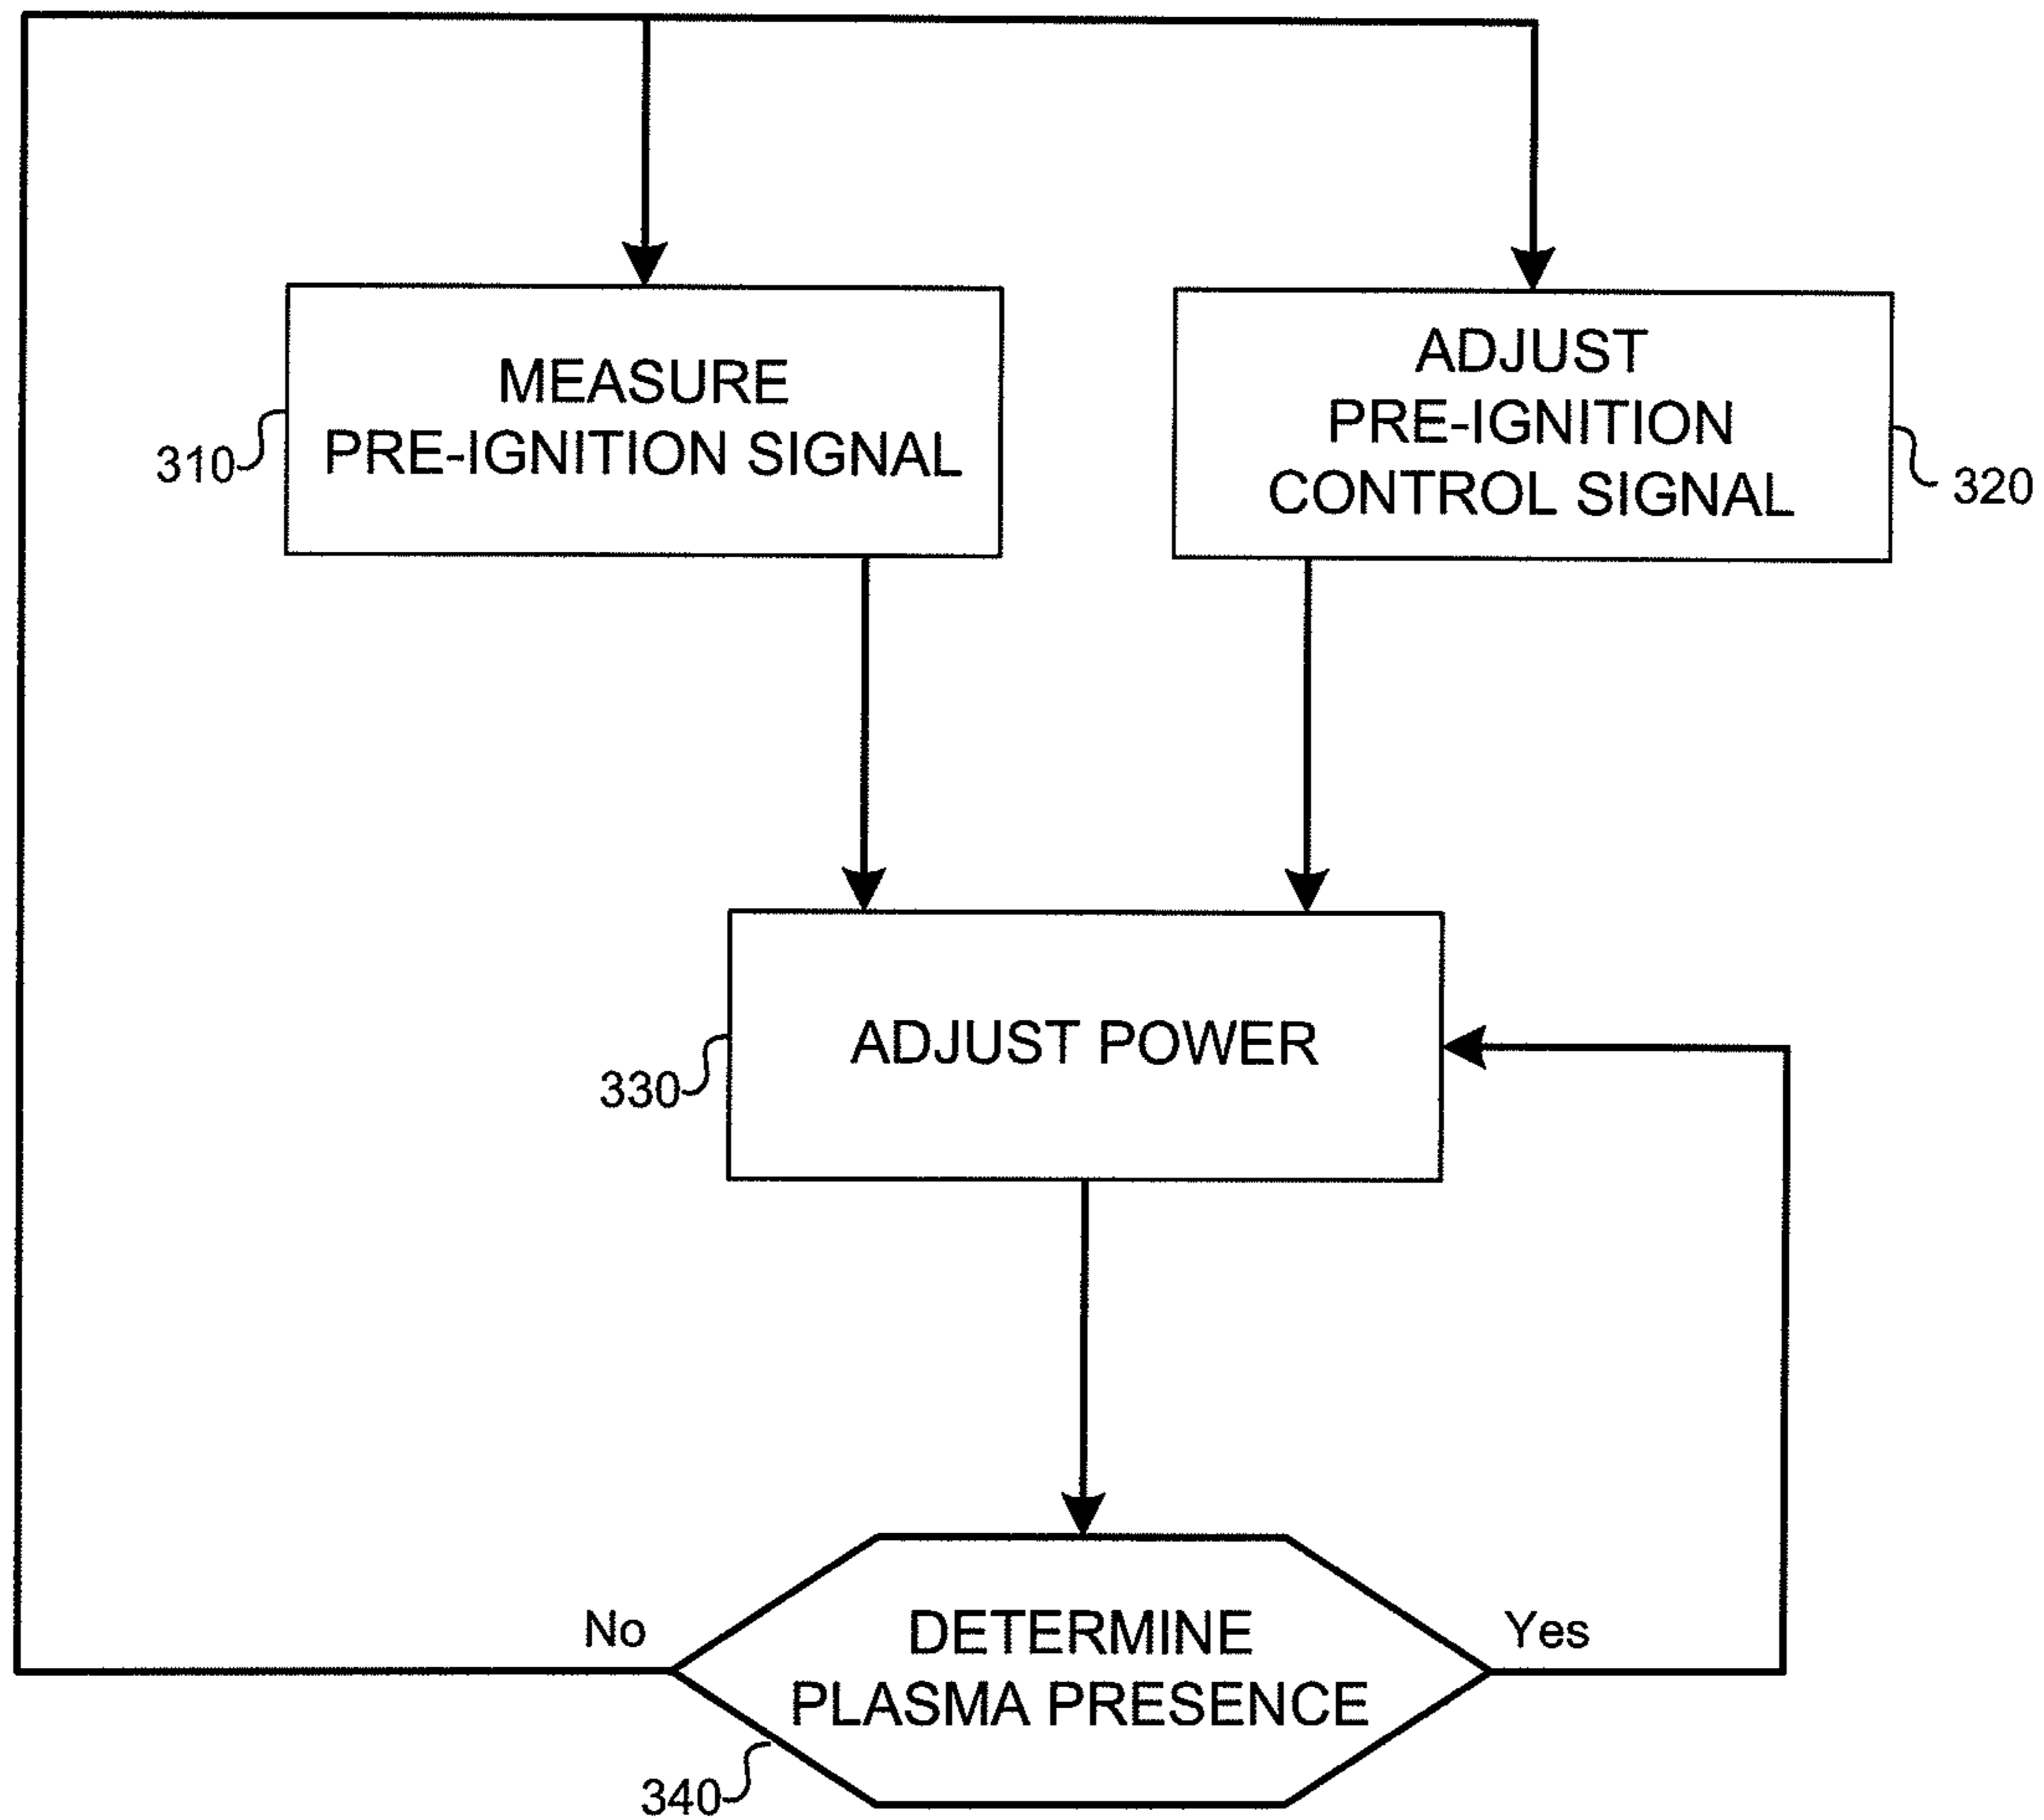 MEASURE
PRE-IGNITION SIGNAL
310
ADJUST
PRE-IGNITION
CONTROL SIGNAL
320
ADJUST POWER
330
No
DETERMINE
PLASMA PRESENCE
Yes
340